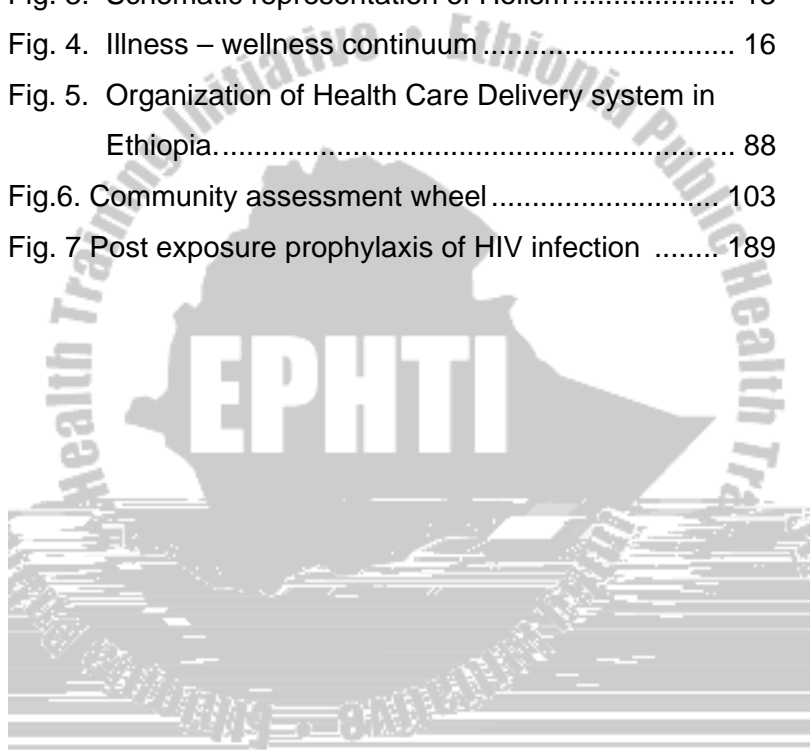 Fig. 4. Illness – wellness continuum .............................. 16
Fig. 5. Organization of Health Care Delivery system in
Ethiopia............................................................... 88
Fig.6. Community assessment wheel ........................... 103
Fig. 7 Post exposure prophylaxis of HIV infection ........ 189
EPHTI